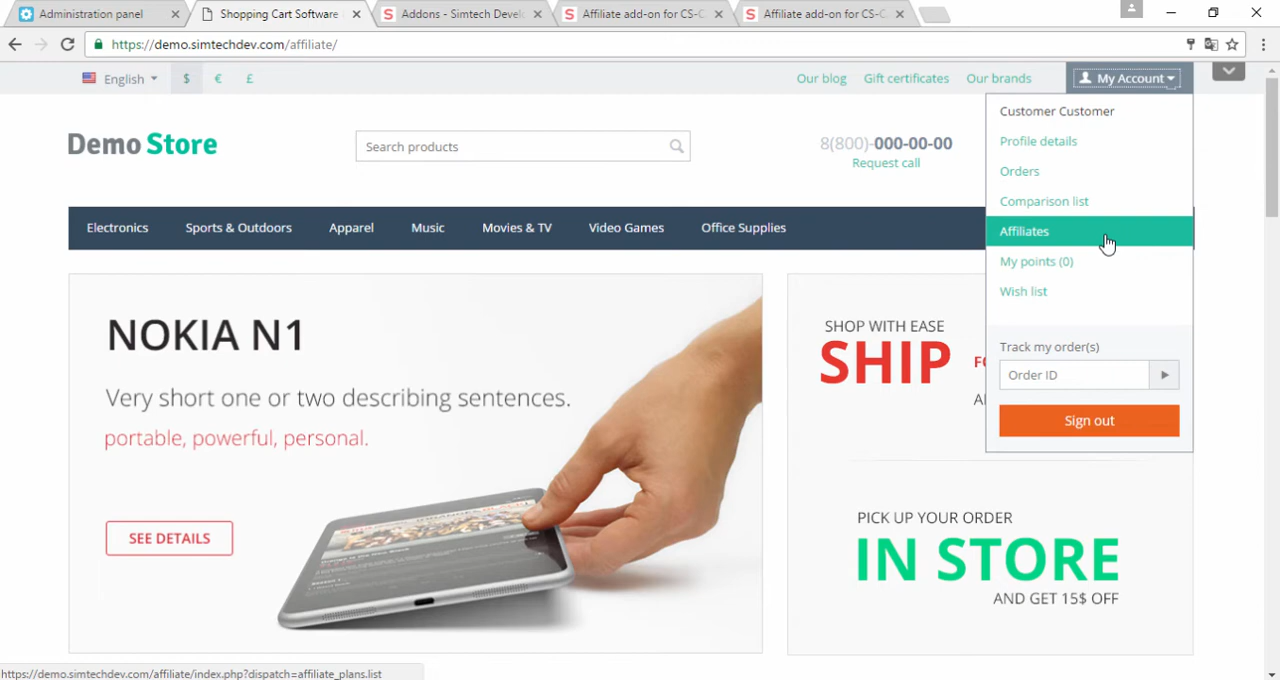 Administration panel
Shopping Cart Software
Addons - Simtech Devel
Affiliate add-on for CS-C
Affiliate add-on for CS-C
https://demo.simtechdev.com/affiliate/
English $ € £
Our blog Gift certificates Our brands My Account
Customer Customer
Profile details
Orders
Comparison list
Affiliates
My points (0)
Wish list
Track my order(s)
Order ID
Sign out
Demo Store
Search products
8(800)-000-00-00
Request call
Electronics Sports & Outdoors Apparel Music Movies & TV Video Games Office Supplies
NOKIA N1
Very short one or two describing sentences.
portable, powerful, personal.
SEE DETAILS
SHOP WITH EASE
SHIP
PICK UP YOUR ORDER
IN STORE
AND GET 15$ OFF
https://demo.simtechdev.com/affiliate/index.php?dispatch=affiliate_plans.list